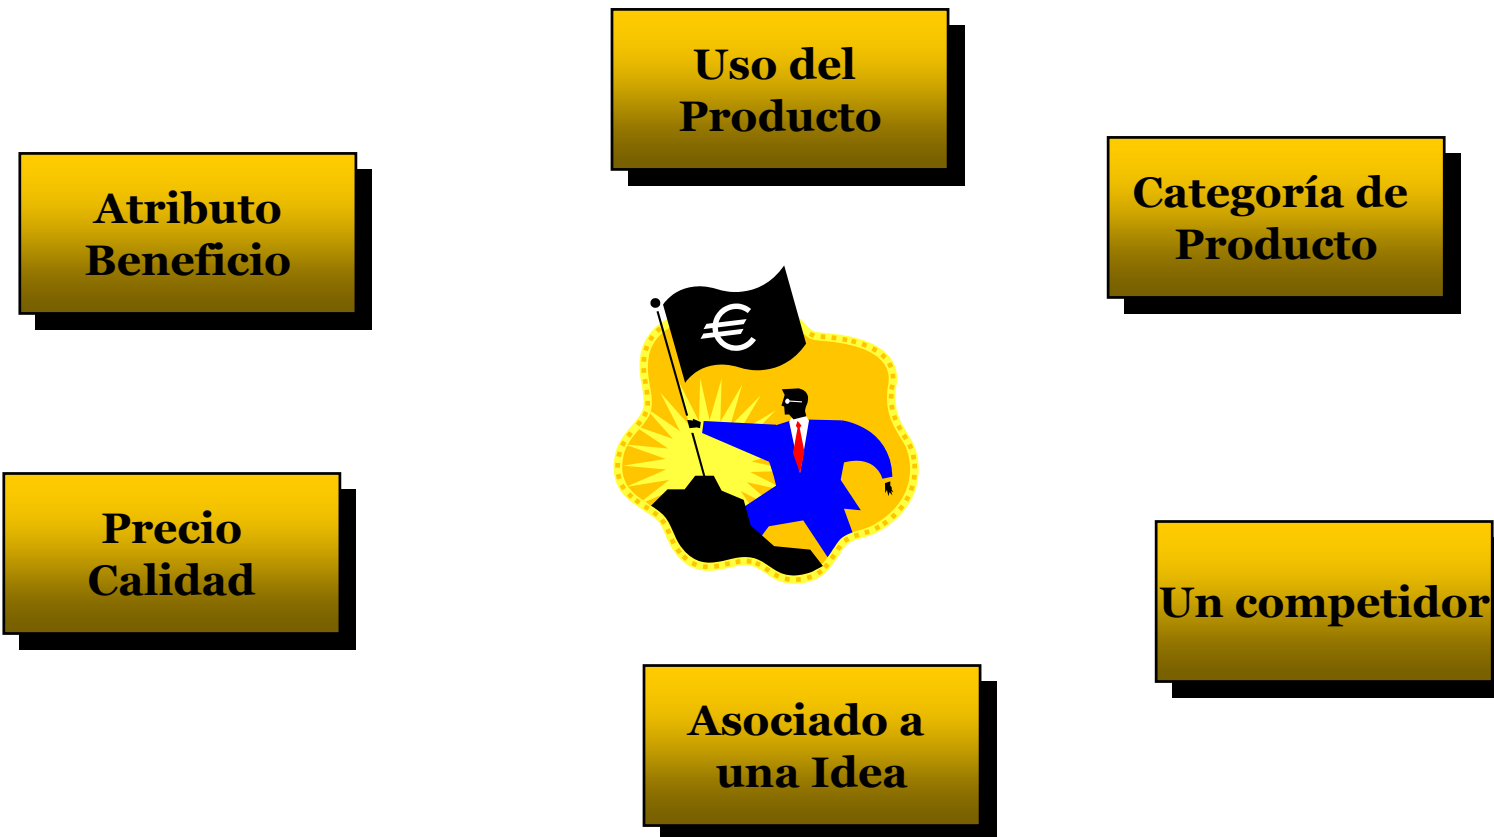 Uso del
Producto
Atributo
Beneficio
Categoría de
Producto
€
Precio
Calidad
Un competidor
Asociado a
una Idea